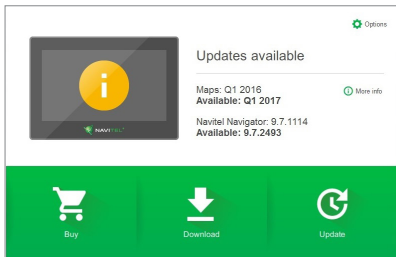 Options
Updates available
Maps: Q1 2016
Available: Q1 2017
More info
Navitel Navigator: 9.7.1114
Available: 9.7.2493
NAVITEL
Buy
Download
Update